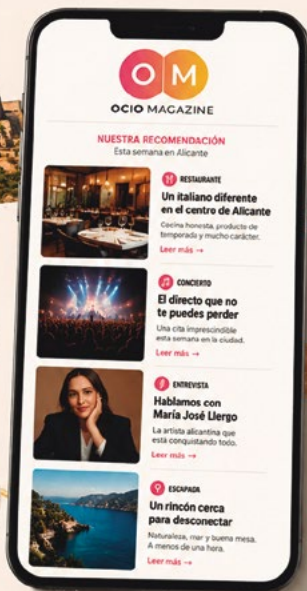 OM
OCIO MAGAZINE
NUESTRA RECOMENDACIÓN
Esta semana en Alicante
RESTAURANTE
Un italiano diferente
en el centro de Alicante
Cocina honesta, producto de
temporada y mucho carácter.
Leer más →
CONCIERTO
El directo que no
te puedes perder
Una cita imprescindible
esta semana en la ciudad.
Leer más →
ENTREVISTA
Hablamos con
María José Llergo
La artista alicantina que
está conquistando todo.
Leer más →
ESCAPADA
Un rincón cerca
para desconectar
Naturaleza, mar y buena mesa.
A menos de una hora.
Leer más →